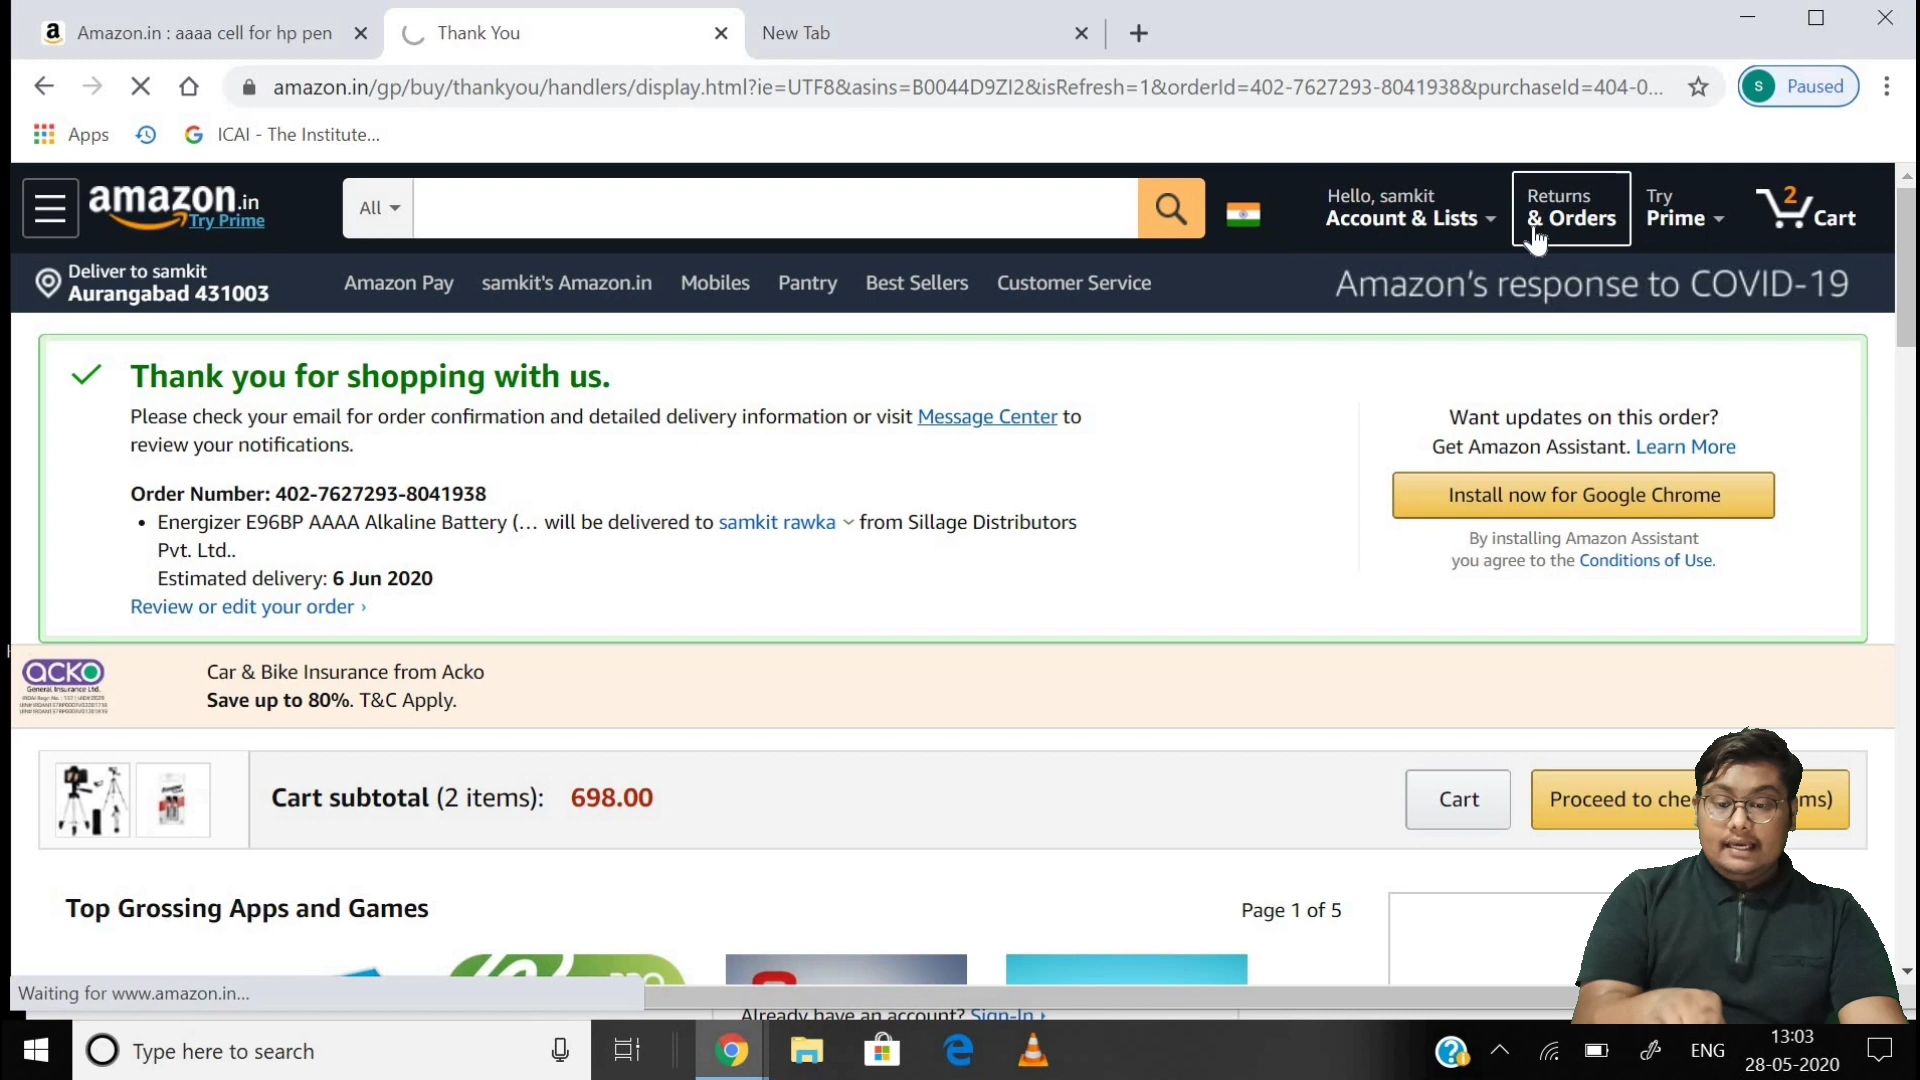 Amazon.in : aaaa cell for hp pen
Thank You
New Tab
amazon.in/gp/buy/thankyou/handlers/display.html?ie=UTF8&asins=B0044D9ZI2&isRefresh=1&orderId=402-7627293-8041938&purchaseId=404-0...
S Paused
Apps
ICAI - The Institute...
amazon.in
Try Prime
All
Hello, samkit
Account & Lists
Returns
& Orders
Try
Prime
2
Cart
Deliver to samkit
Aurangabad 431003
Amazon Pay
samkit's Amazon.in
Mobiles
Pantry
Best Sellers
Customer Service
Amazon's response to COVID-19
Thank you for shopping with us.
Please check your email for order confirmation and detailed delivery information or visit Message Center to
review your notifications.
Order Number: 402-7627293-8041938
• Energizer E96BP AAAA Alkaline Battery (... will be delivered to samkit rawka from Sillage Distributors
Pvt. Ltd..
Estimated delivery: 6 Jun 2020
Review or edit your order ›
Want updates on this order?
Get Amazon Assistant. Learn More
Install now for Google Chrome
By installing Amazon Assistant
you agree to the Conditions of Use.
acko
General Insurance Ltd.
Car & Bike Insurance from Acko
Save up to 80%. T&C Apply.
Cart subtotal (2 items): 698.00
Cart
Proceed to che
ms)
Top Grossing Apps and Games
Page 1 of 5
PRO
Waiting for www.amazon.in...
Already have an account? Sign-In
Type here to search
ENG
13:03
28-05-2020